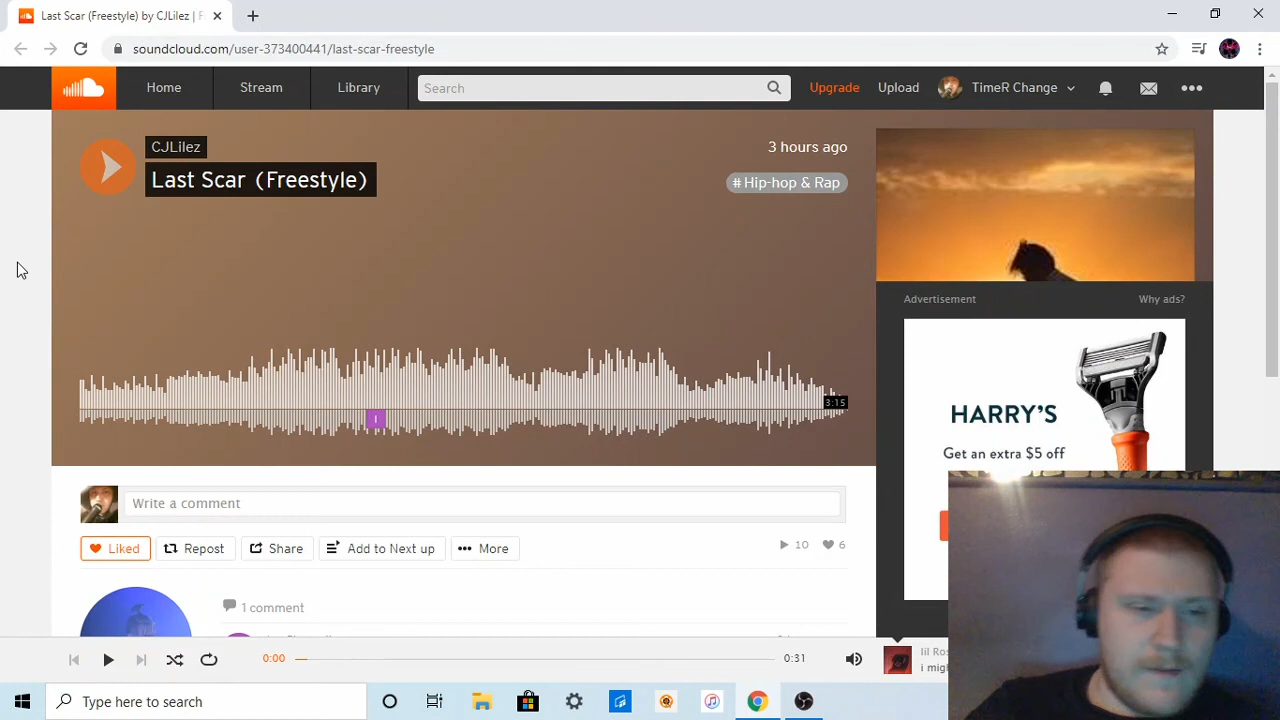 Last Scar (Freestyle) by CJLilez | F
soundcloud.com/user-373400441/last-scar-freestyle
Home
Stream
Library
Search
Upgrade
Upload
TimeR Change
CJLilez
Last Scar (Freestyle)
3 hours ago
# Hip-hop & Rap
3:15
Advertisement
Why ads?
HARRY'S
Get an extra $5 off
Write a comment
Liked
Repost
Share
Add to Next up
More
10
6
1 comment
0:00
0:31
lil Ros
i migh
Type here to search